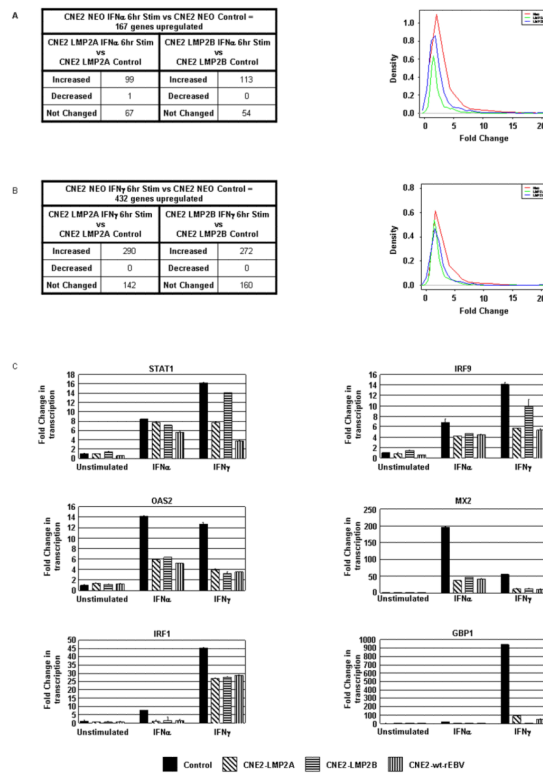 A
CNE2 NEO IFNα 6hr Stim vs CNE2 NEO Control =
167 genes upregulated
CNE2 LMP2A IFNα 6hr Stim
vs
CNE2 LMP2A Control
CNE2 LMP2B IFNα 6hr Stim
vs
CNE2 LMP2B Control
Increased 99 113
Decreased 1 0
Not Changed 67 54
Density
1.0
0.8
0.6
0.4
0.2
0.0
0 5 10 15 20
Fold Change
B
CNE2 NEO IFNγ 6hr Stim vs CNE2 NEO Control =
432 genes upregulated
CNE2 LMP2A IFNγ 6hr Stim
vs
CNE2 LMP2A Control
CNE2 LMP2B IFNγ 6hr Stim
vs
CNE2 LMP2B Control
Increased 290 272
Decreased 0 0
Not Changed 142 160
Density
0.8
0.6
0.4
0.2
0.0
0 5 10 15 20
Fold Change
C
STAT1
Fold Change in
transcription
18
16
14
12
10
8
6
4
2
0
Unstimulated IFNα IFNγ
IRF9
Fold Change in
transcription
16
14
12
10
8
6
4
2
0
Unstimulated IFNα IFNγ
OAS2
Fold Change in
transcription
16
14
12
10
8
6
4
2
0
Unstimulated IFNα IFNγ
MX2
Fold Change in
transcription
250
200
150
100
50
0
Unstimulated IFNα IFNγ
IRF1
Fold Change in
transcription
50
45
40
35
30
25
20
15
10
5
0
Unstimulated IFNα IFNγ
GBP1
Fold Change in
transcription
1000
900
800
700
600
500
400
300
200
100
0
Unstimulated IFNα IFNγ
Control CNE2-LMP2A CNE2-LMP2B CNE2-wt-rEBV